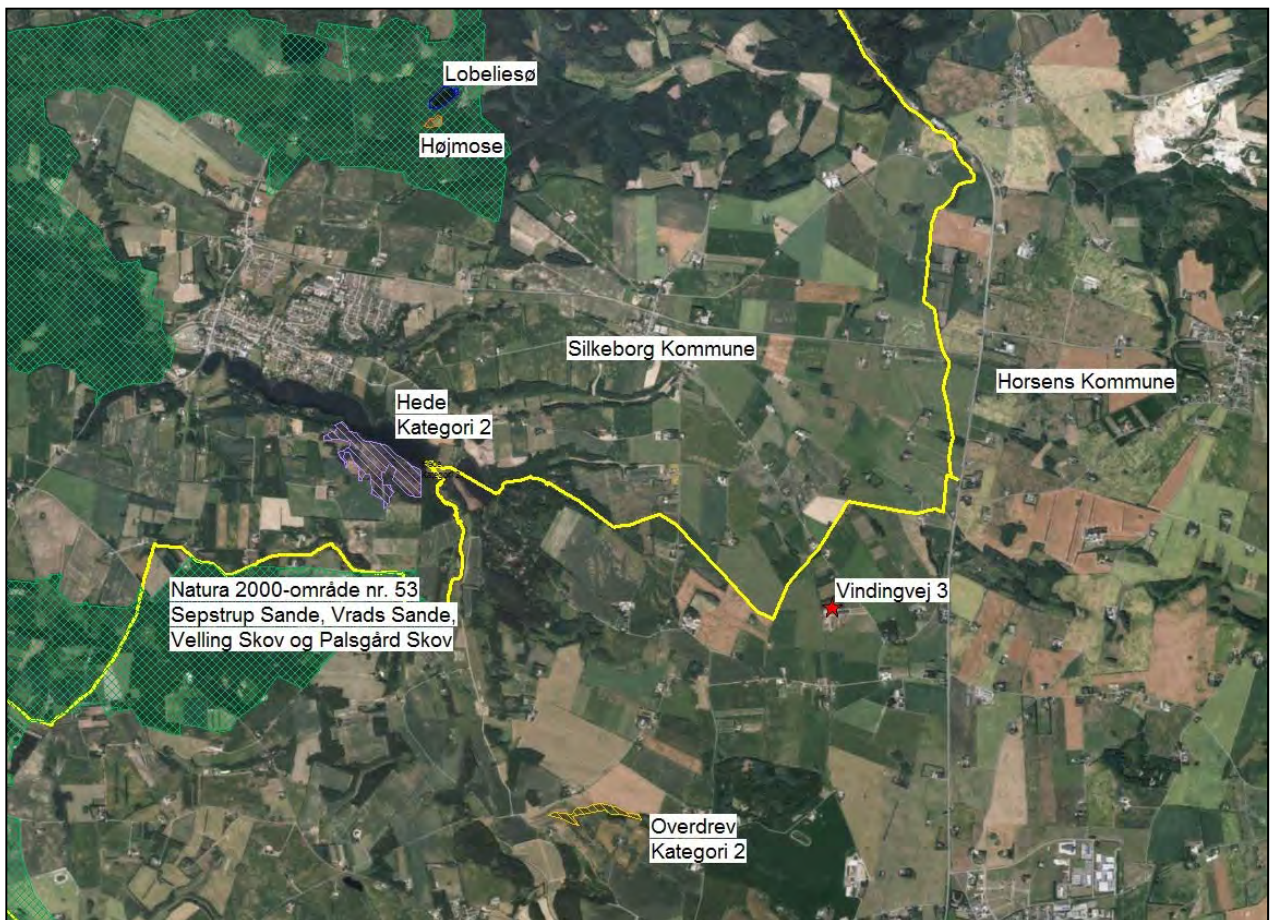 Lobeliesø
Højmose
Silkeborg Kommune
Horsens Kommune
Hede
Kategori 2
Natura 2000-område nr. 53
Sepstrup Sande, Vrads Sande,
Velling Skov og Palsgård Skov
Vindingvej 3
Overdrev
Kategori 2